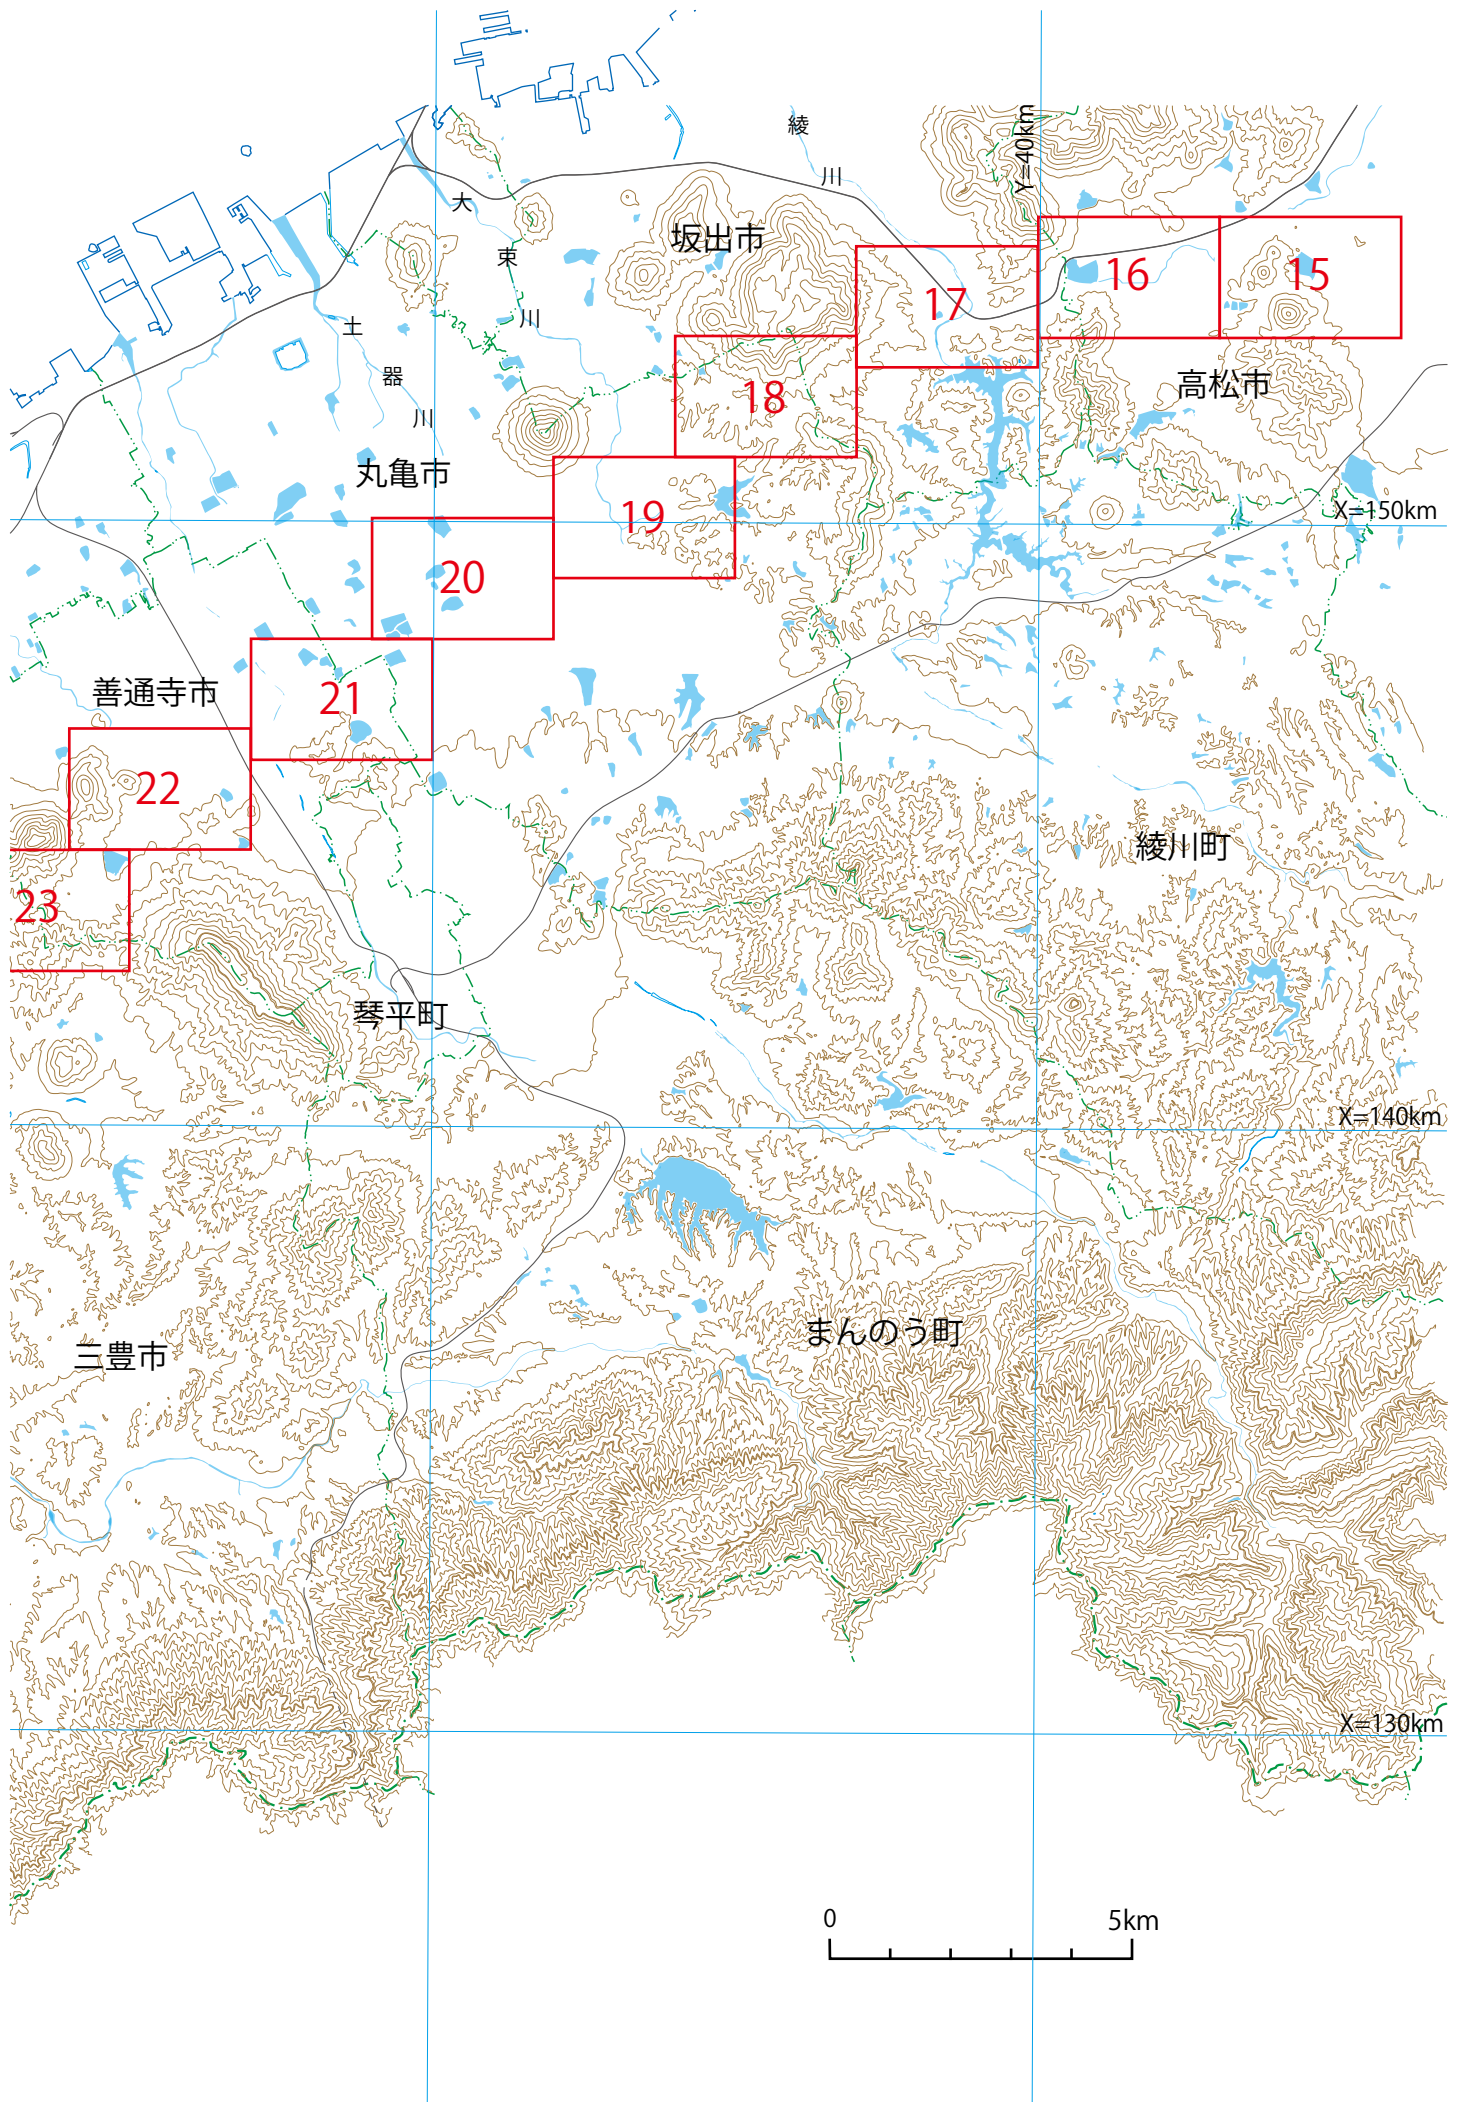 綾
川
Y=40km
大
束
川
坂出市
16
15
17
土
器
川
18
高松市
丸亀市
19
X=150km
20
善通寺市
21
22
綾川町
23
琴平町
X=140km
まんのう町
三豊市
X=130km
0 5km